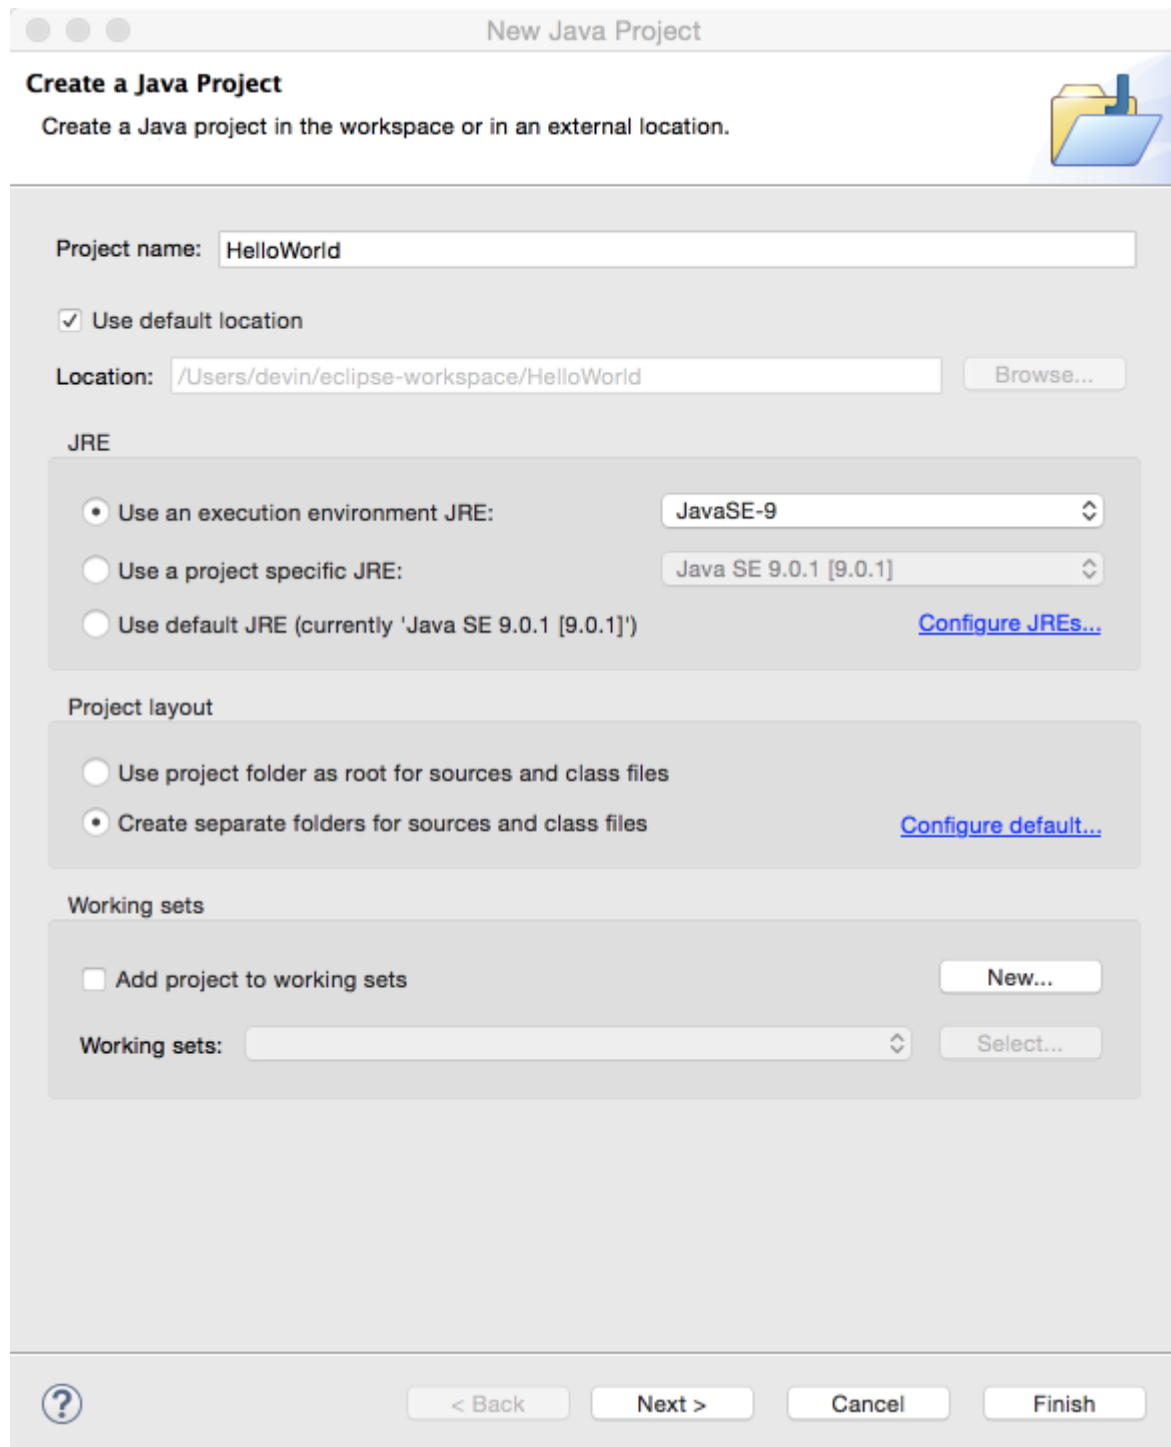 New Java Project
Create a Java Project
Create a Java project in the workspace or in an external location.
Project name: HelloWorld
Use default location
Location: /Users/devin/eclipse-workspace/HelloWorld Browse...
JRE
Use an execution environment JRE: JavaSE-9
Use a project specific JRE: Java SE 9.0.1 [9.0.1]
Use default JRE (currently 'Java SE 9.0.1 [9.0.1]') Configure JREs...
Project layout
Use project folder as root for sources and class files
Create separate folders for sources and class files Configure default...
Working sets
Add project to working sets New...
Working sets: Select...
? < Back Next > Cancel Finish